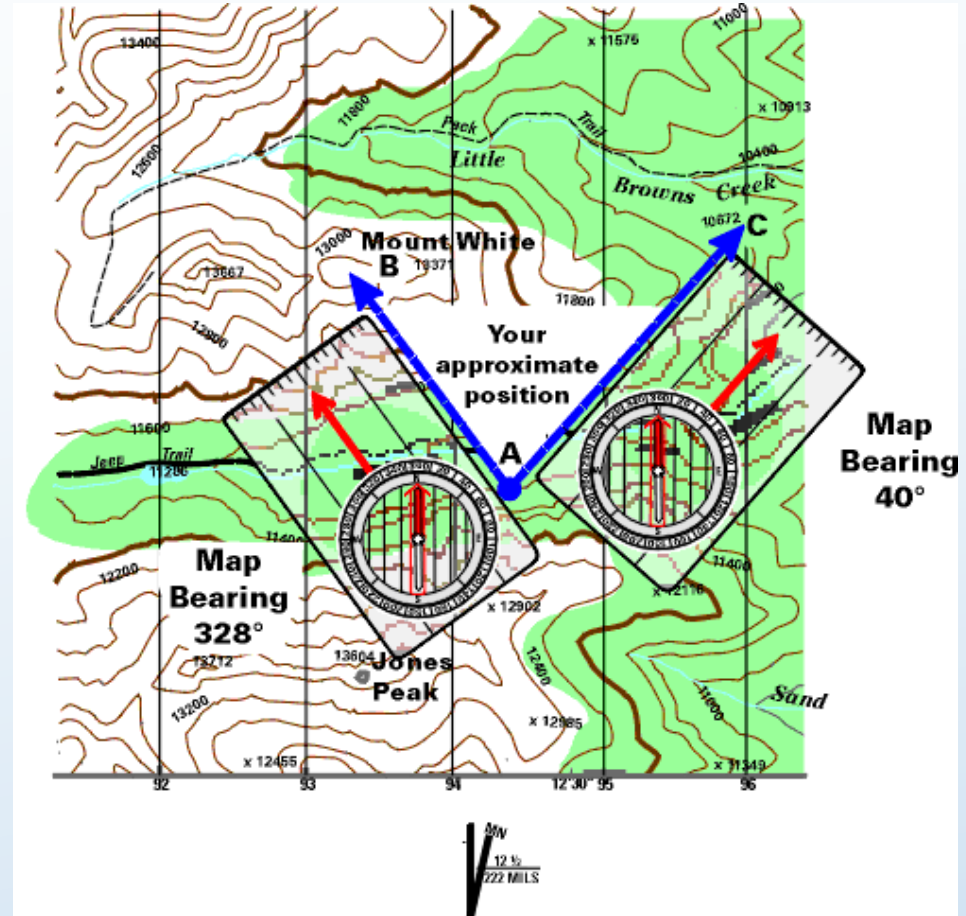 13400
x 11576
11000
11800
x 10913
Pack
Trail
12600
Little
10400
Browns Creek
10672
C
13000
Mount White
B
13371
13667
11800
12800
Your
approximate
position
11600
Jeep Trail
11286
A
Map
Bearing
40°
11400
11400
12200
Map
Bearing
328°
x 12116
x 12902
13604
Jones
Peak
13712
12400
13200
11000
Sand
x 12985
x 12455
x 11349
92
93
94
12°30"
95
96
MN
12 ½
222 MILS